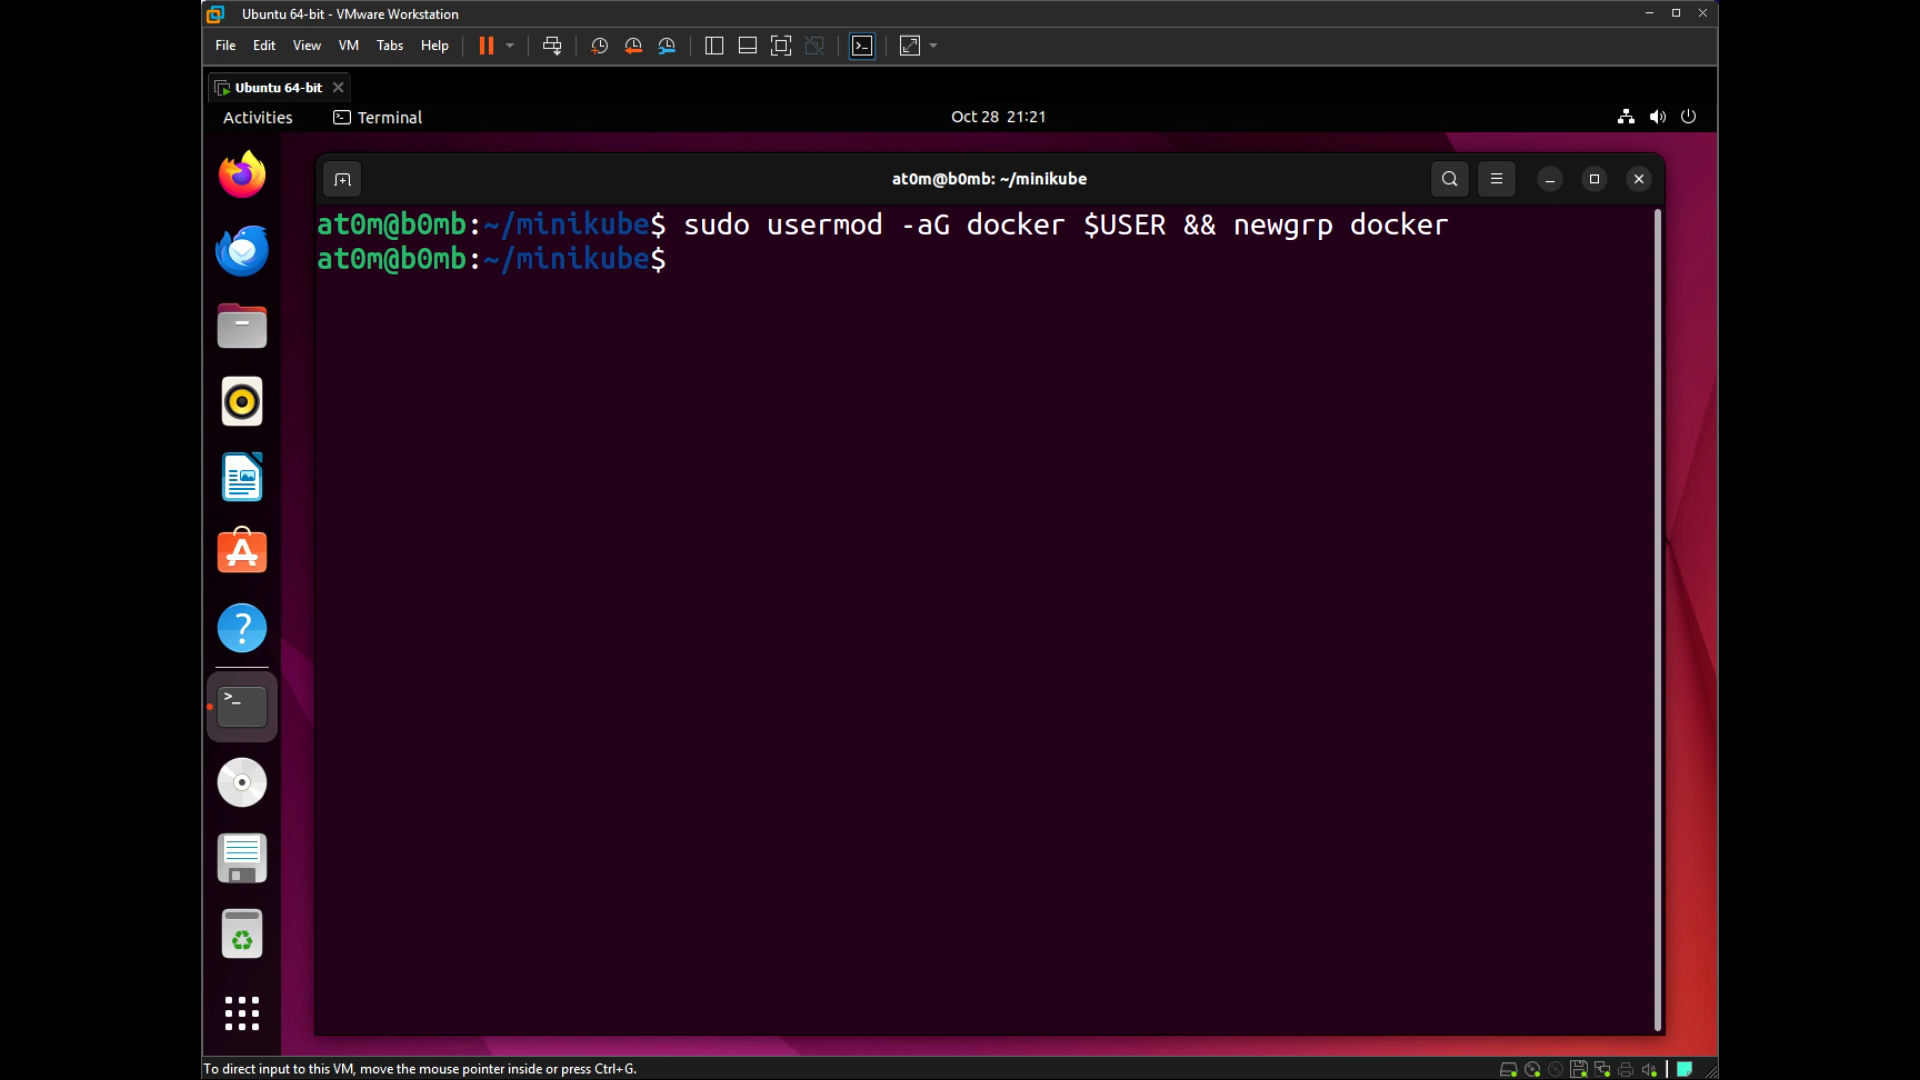 Ubuntu 64-bit - VMware Workstation
File Edit View VM Tabs Help
Ubuntu 64-bit
Activities Terminal Oct 28 21:21
at0m@b0mb: ~/minikube
at0m@b0mb:~/minikube$ sudo usermod -aG docker $USER && newgrp docker
at0m@b0mb:~/minikube$
To direct input to this VM, move the mouse pointer inside or press Ctrl+G.